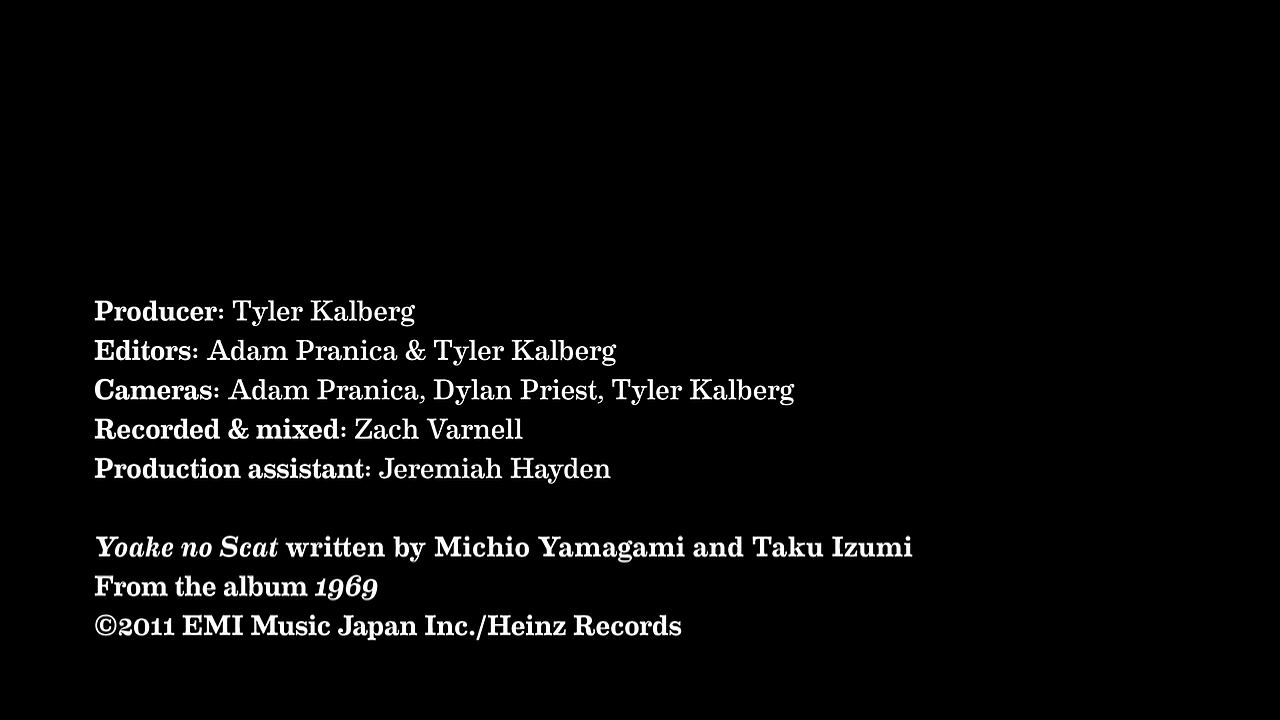 Producer: Tyler Kalberg
Editors: Adam Pranica & Tyler Kalberg
Cameras: Adam Pranica, Dylan Priest, Tyler Kalberg
Recorded & mixed: Zach Varnell
Production assistant: Jeremiah Hayden
Yoake no Scat written by Michio Yamagami and Taku Izumi
From the album 1969
©2011 EMI Music Japan Inc./Heinz Records